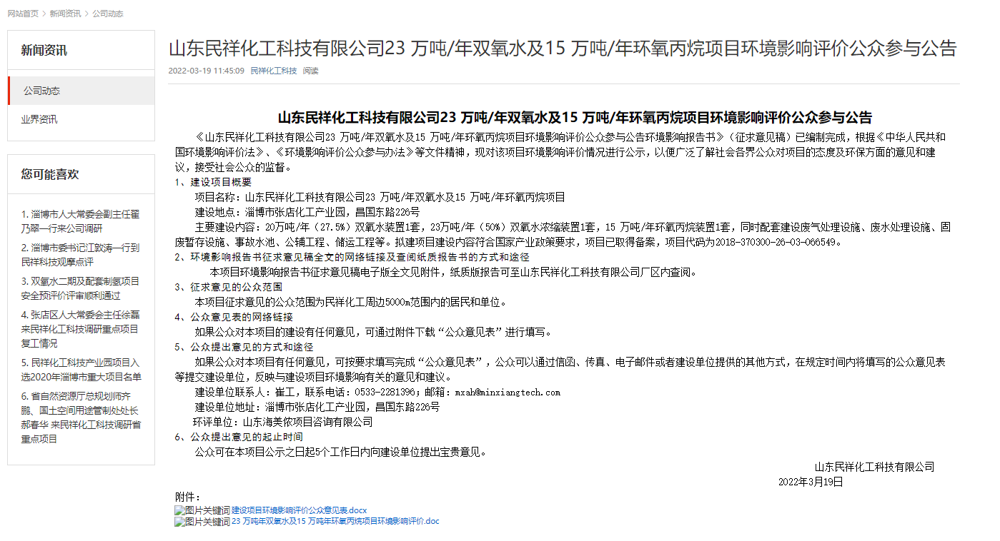 网站首页 > 新闻资讯 > 公司动态
新闻资讯
公司动态
业界资讯
您可能喜欢
1. 淄博市人大常委会副主任翟
乃翠一行来公司调研
2. 淄博市委书记江敦涛一行到
民祥科技观摩点评
3. 双氧水二期及配套制氢项目
安全预评价评审顺利通过
4. 张店区人大常委会主任徐磊
来民祥化工科技调研重点项目
复工情况
5. 民祥化工科技产业园项目入
选2020年淄博市重大项目名单
6. 省自然资源厅总规划师齐
鹏、国土空间用途管制处处长
郝春华 来民祥化工科技调研省
重点项目
山东民祥化工科技有限公司23 万吨/年双氧水及15 万吨/年环氧丙烷项目环境影响评价公众参与公告
2022-03-19 11:45:09 民祥化工科技 阅读
山东民祥化工科技有限公司23 万吨/年双氧水及15 万吨/年环氧丙烷项目环境影响评价公众参与公告
《山东民祥化工科技有限公司23 万吨/年双氧水及15 万吨/年环氧丙烷项目环境影响评价公众参与公告环境影响报告书》（征求意见稿）已编制完成，根据《中华人民共和
国环境影响评价法》、《环境影响评价公众参与办法》等文件精神，现对该项目环境影响评价情况进行公示，以便广泛了解社会各界公众对项目的态度及环保方面的意见和建
议，接受社会公众的监督。
1、建设项目概要
项目名称：山东民祥化工科技有限公司23 万吨/年双氧水及15 万吨/年环氧丙烷项目
建设地点：淄博市张店化工产业园，昌国东路226号
主要建设内容：20万吨/年（27.5%）双氧水装置1套，23万吨/年（50%）双氧水浓缩装置1套，15 万吨/年环氧丙烷装置1套，同时配套建设废气处理设施、废水处理设施、固
废暂存设施、事故水池、公辅工程、储运工程等。拟建项目建设内容符合国家产业政策要求，项目已取得备案，项目代码为2018-370300-26-03-066549。
2、环境影响报告书征求意见稿全文的网络链接及查阅纸质报告书的方式和途径
本项目环境影响报告书征求意见稿电子版全文见附件，纸质版报告可至山东民祥化工科技有限公司厂区内查阅。
3、征求意见的公众范围
本项目征求意见的公众范围为民祥化工周边5000m范围内的居民和单位。
4、公众意见表的网络链接
如果公众对本项目的建设有任何意见，可通过附件下载“公众意见表”进行填写。
5、公众提出意见的方式和途径
如果公众对本项目有任何意见，可按要求填写完成“公众意见表”，公众可以通过信函、传真、电子邮件或者建设单位提供的其他方式，在规定时间内将填写的公众意见表
等提交建设单位，反映与建设项目环境影响有关的意见和建议。
建设单位联系人：崔工，联系电话：0533-2281396；邮箱：mxah@minxiangtech.com
建设单位地址：淄博市张店化工产业园，昌国东路226号
环评单位：山东海美侬项目咨询有限公司
6、公众提出意见的起止时间
公众可在本项目公示之日起5个工作日内向建设单位提出宝贵意见。
山东民祥化工科技有限公司
2022年3月19日
附件：
图片关键词建设项目环境影响评价公众意见表.docx
图片关键词23 万吨年双氧水及15 万吨年环氧丙烷项目环境影响评价.doc